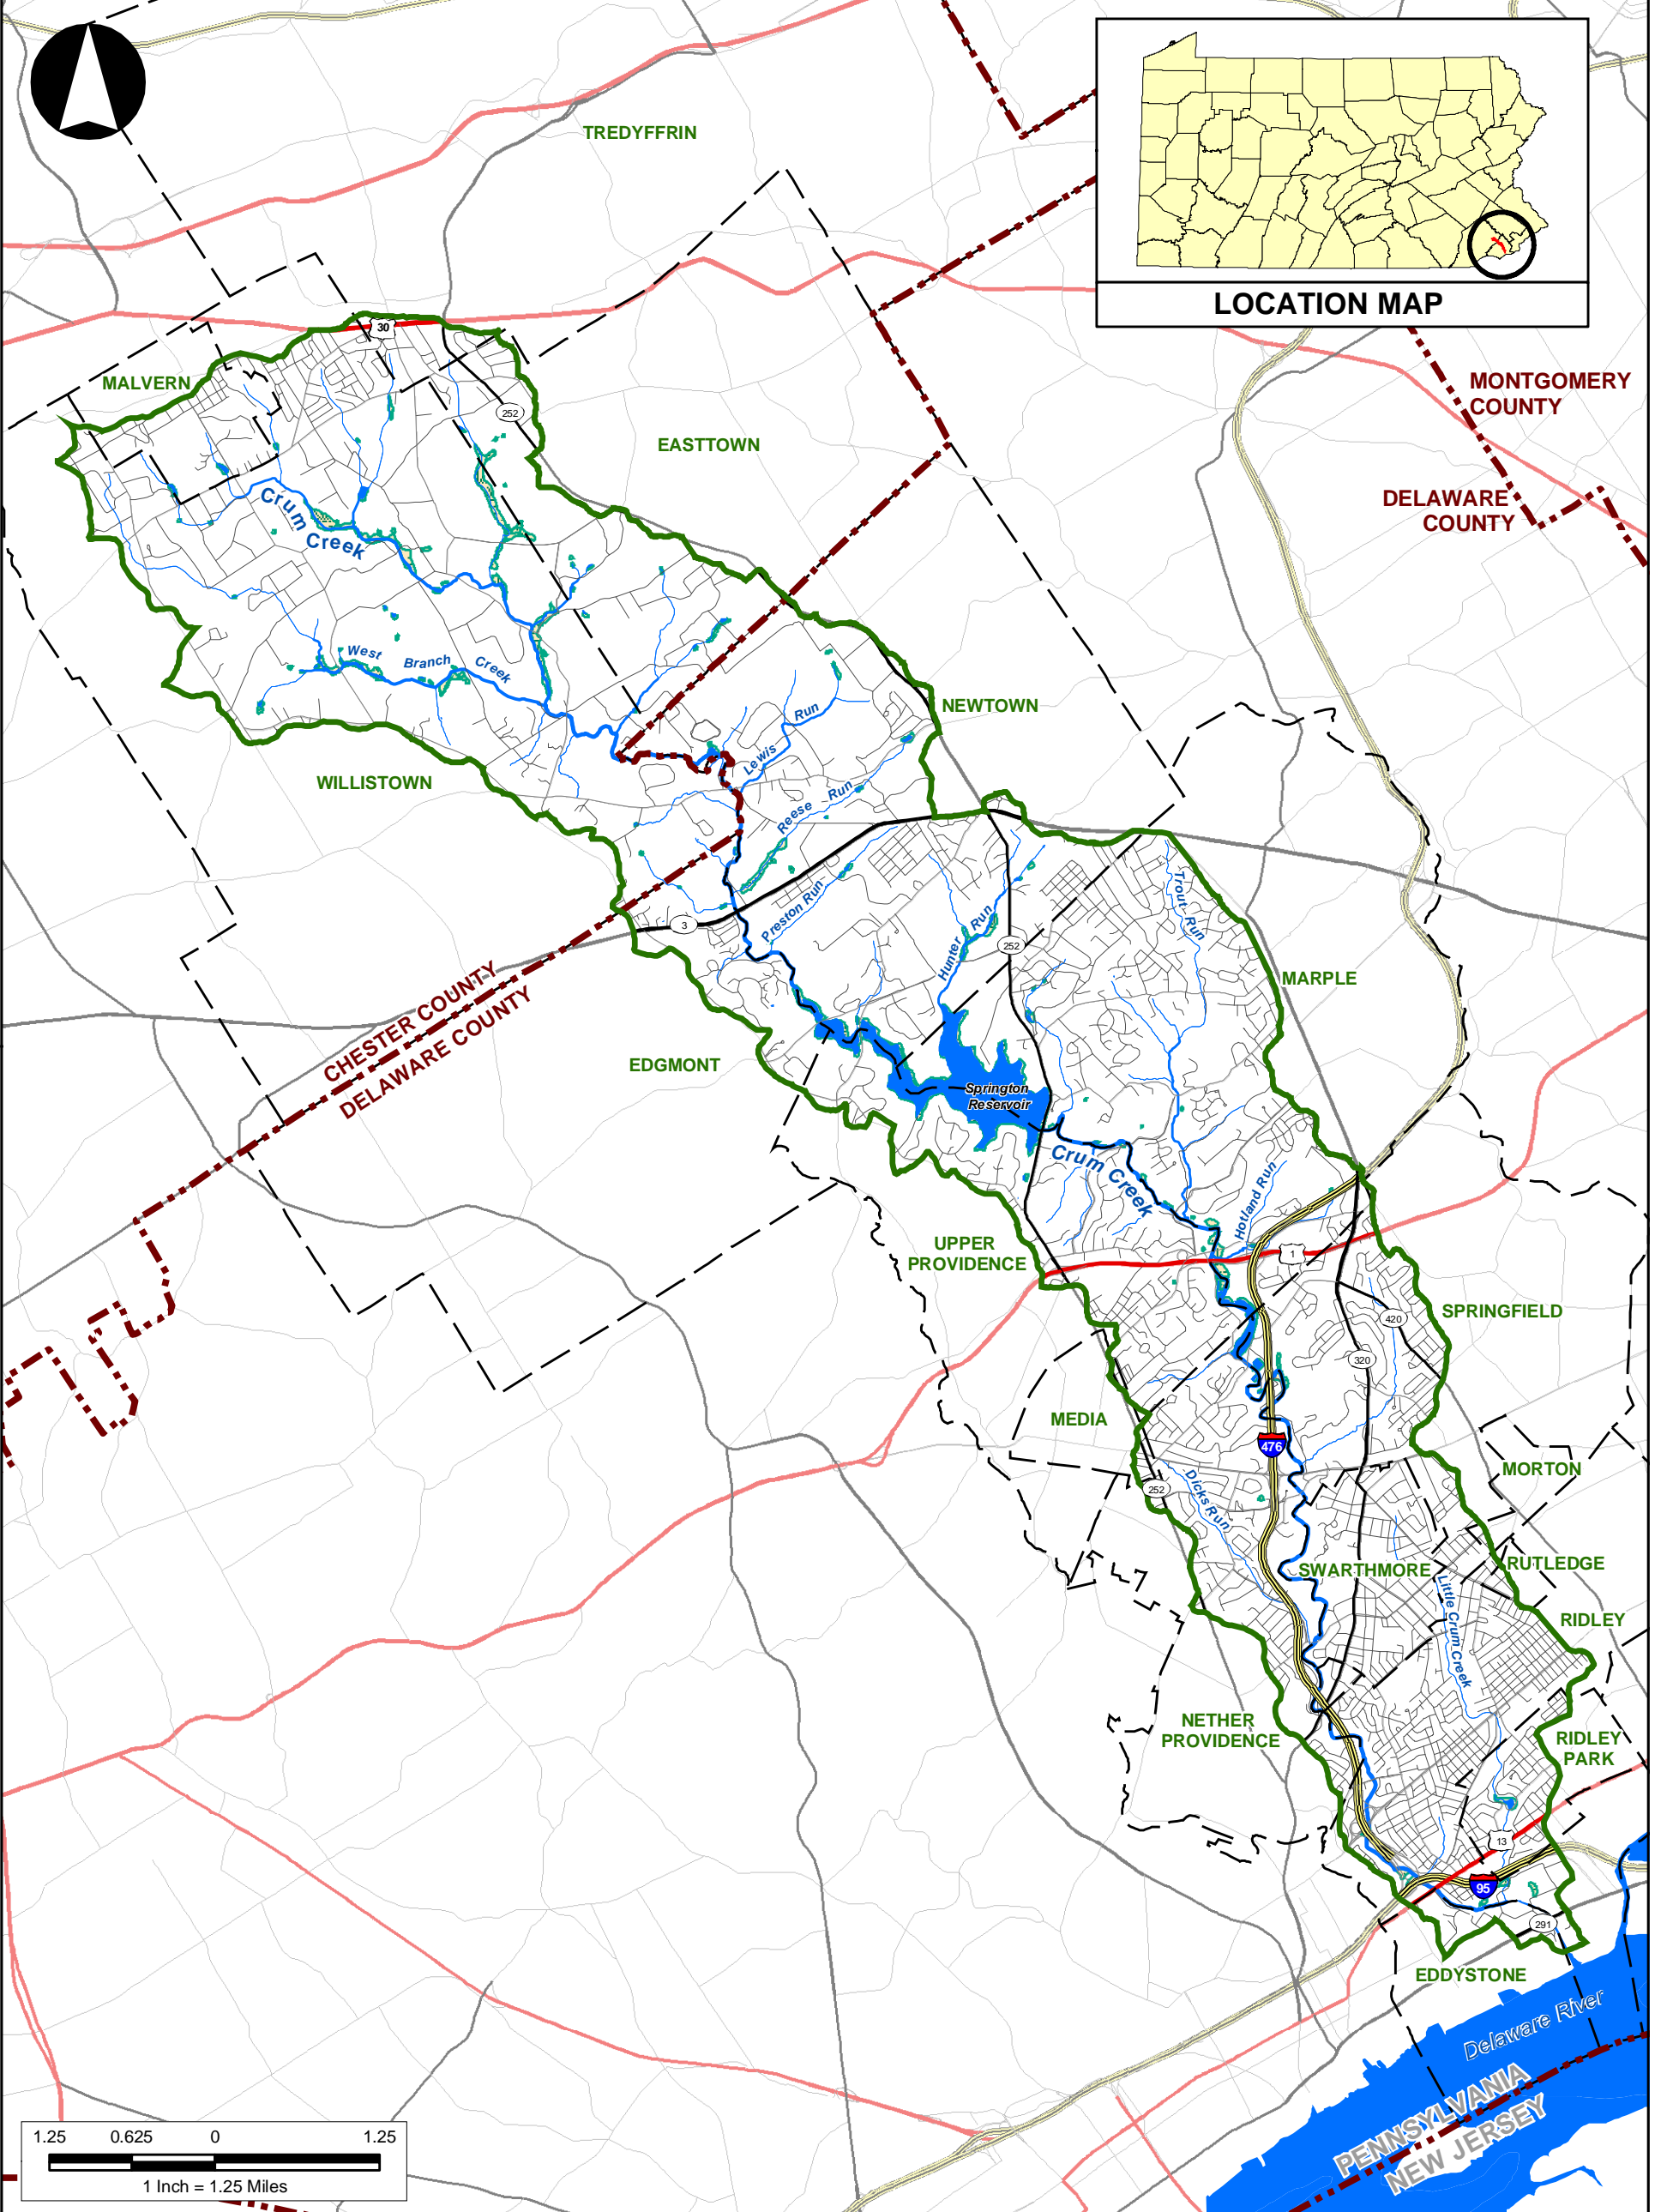 TREDYFFRIN
LOCATION MAP
30
MALVERN
252
MONTGOMERY
COUNTY
EASTTOWN
DELAWARE
COUNTY
Crum
Creek
West Branch Creek
NEWTOWN
Lewis Run
WILLISTOWN
Reese Run
Preston Run
3
Hunter Run
252
Trout Run
MARPLE
CHESTER COUNTY
DELAWARE COUNTY
EDGMONT
Springton
Reservoir
Crum Creek
Hotland Run
UPPER
PROVIDENCE
1
SPRINGFIELD
420
320
MEDIA
476
MORTON
252
Dicks Run
SWARTHMORE
RUTLEDGE
Little Crum Creek
RIDLEY
NETHER
PROVIDENCE
RIDLEY
PARK
13
95
291
EDDYSTONE
Delaware River
PENNSYLVANIA
NEW JERSEY
1.25 0.625 0 1.25
1 Inch = 1.25 Miles